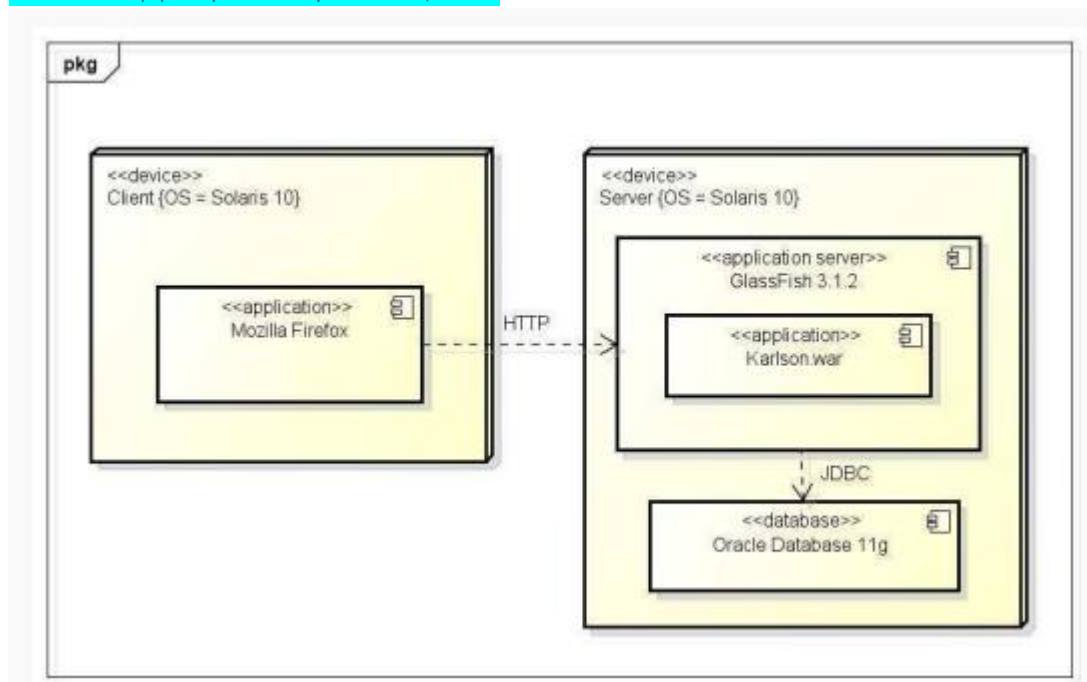 pkg
<<device>>
Client {OS = Solaris 10}
<<application>>
Mozilla Firefox
HTTP
<<device>>
Server {OS = Solaris 10}
<<application server>>
GlassFish 3.1.2
<<application>>
Karlson.war
JDBC
<<database>>
Oracle Database 11g